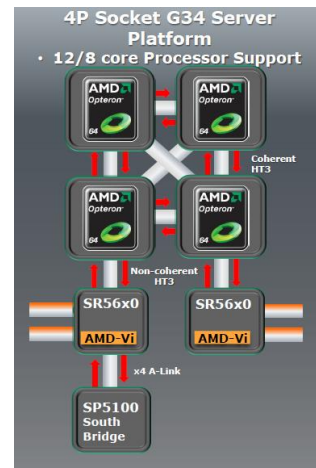 4P Socket G34 Server
Platform
• 12/8 core Processor Support
AMD
Opteron
64
AMD
Opteron
64
Coherent
HT3
AMD
Opteron
64
AMD
Opteron
64
Non-coherent
HT3
SR56x0
AMD-Vi
SR56x0
AMD-Vi
x4 A-Link
SP5100
South
Bridge